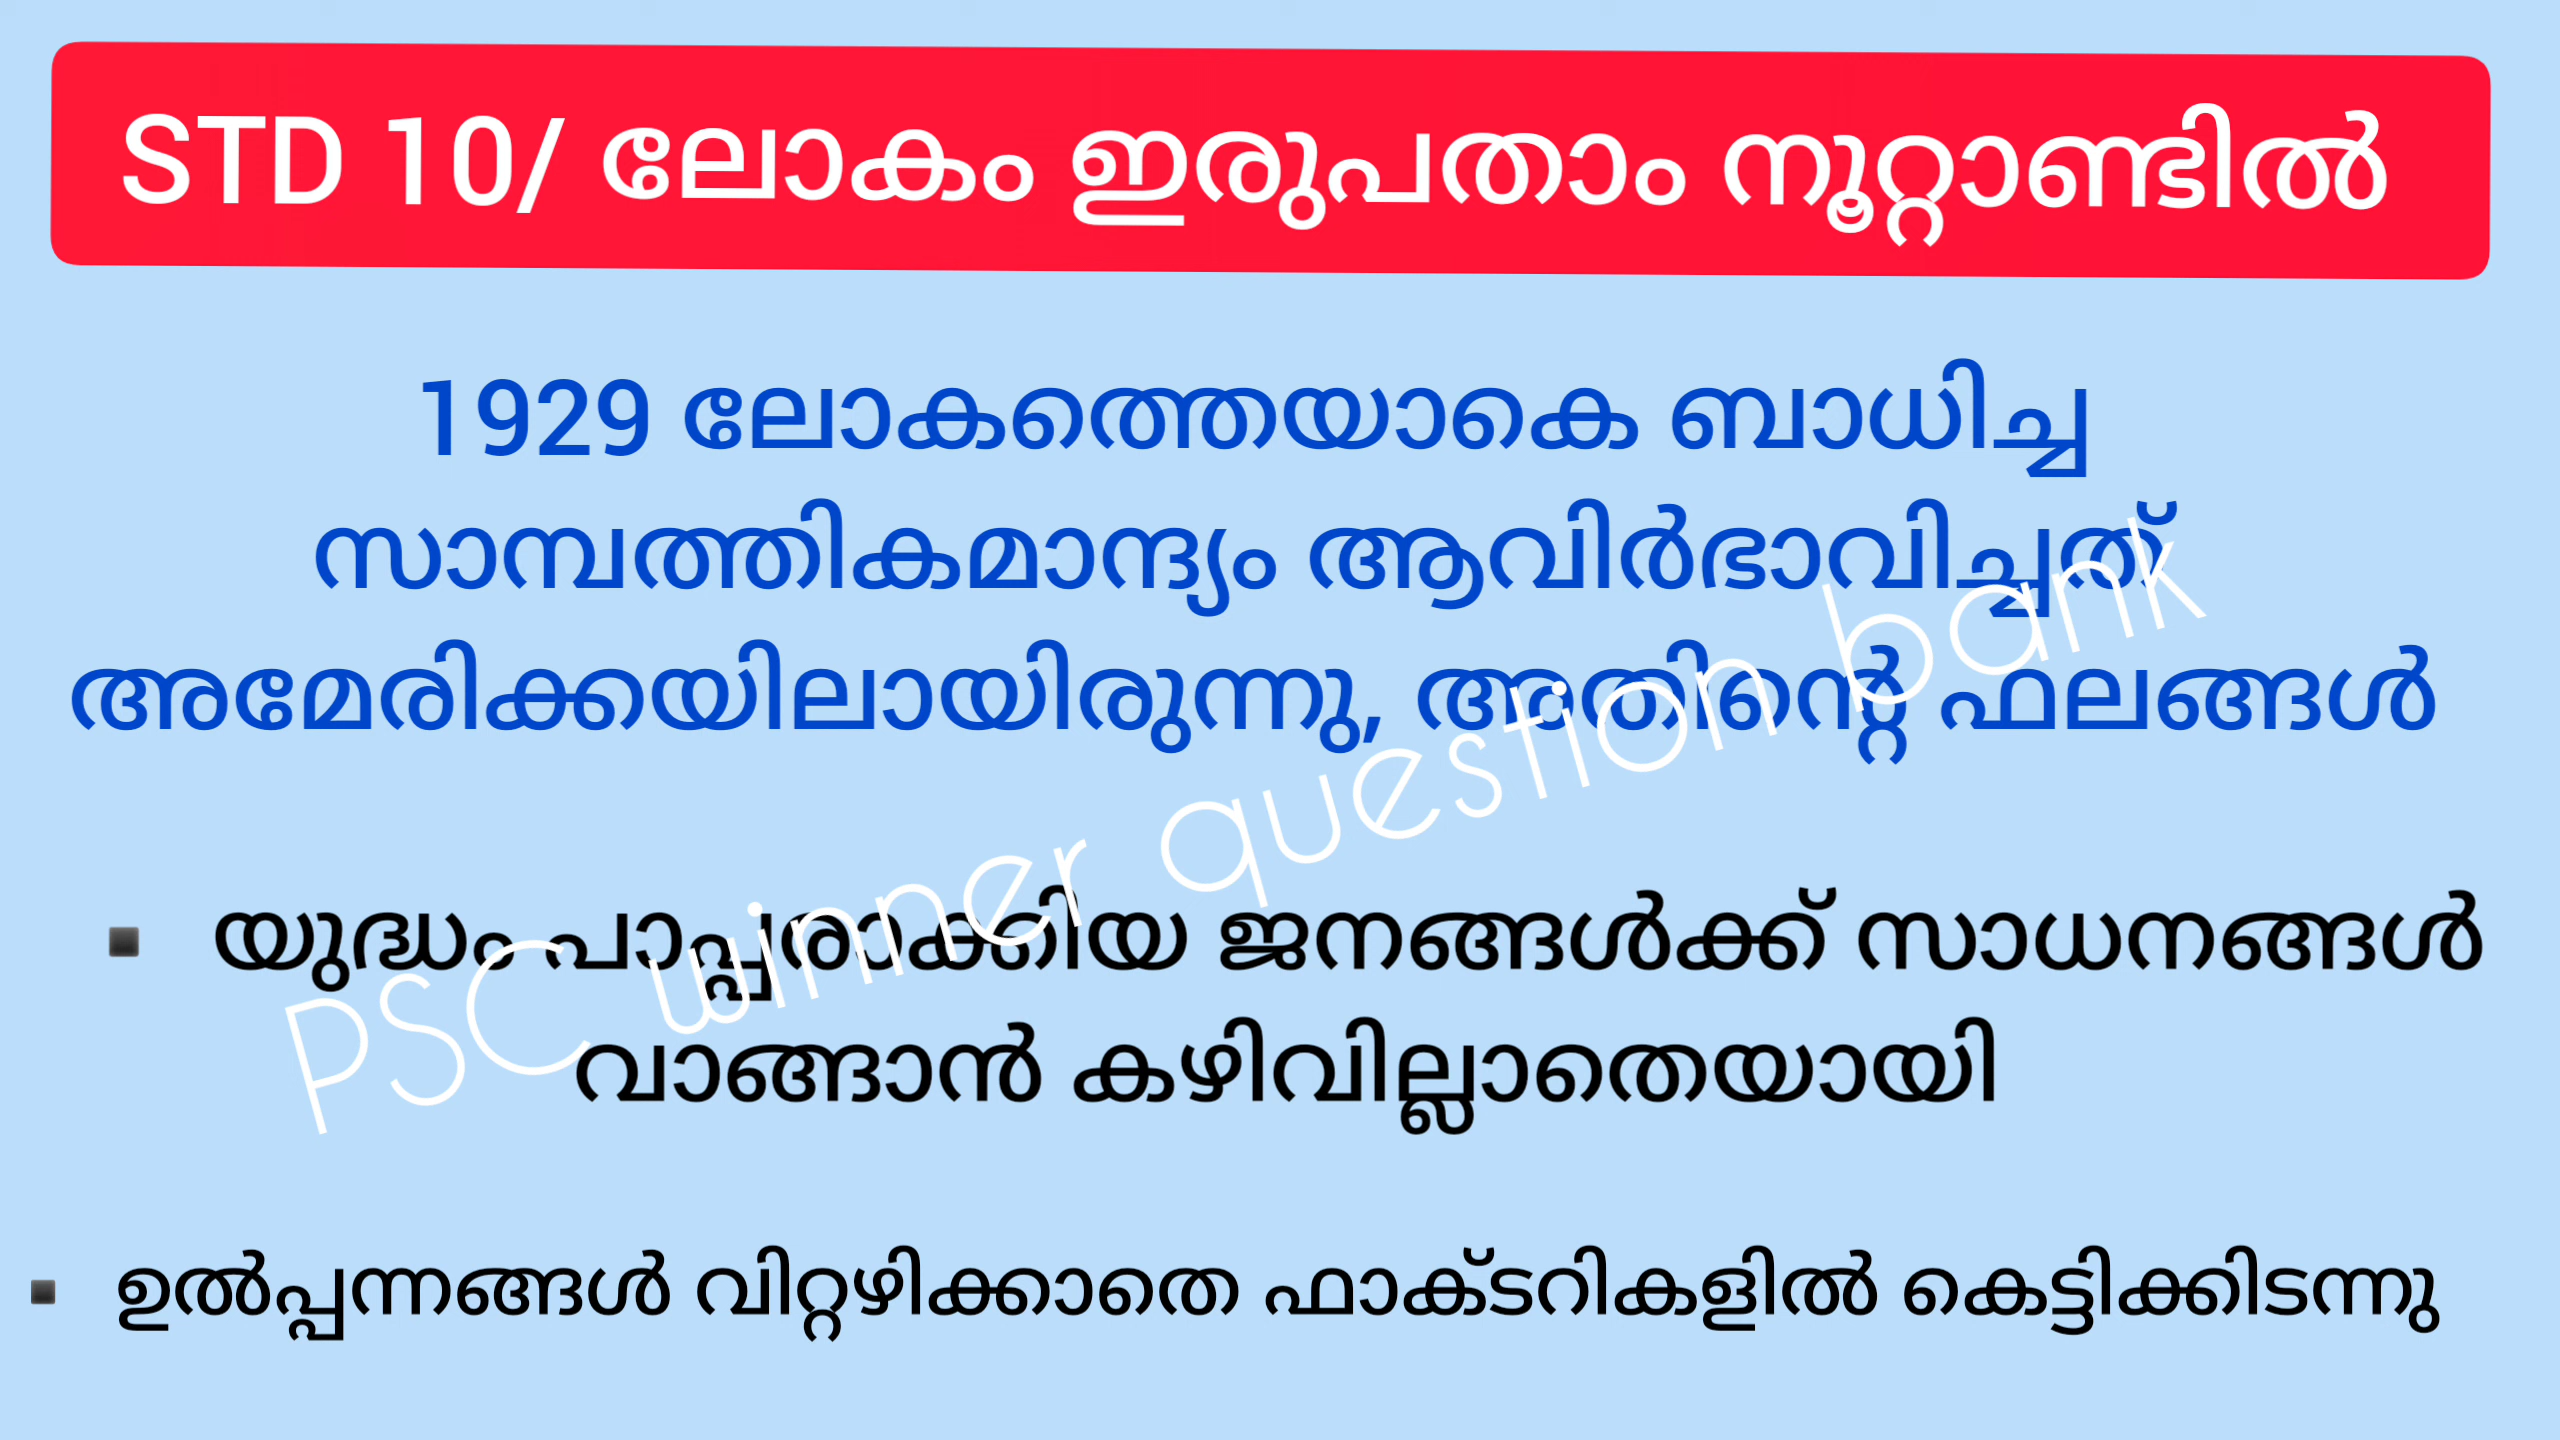 STD 10/ ലോകം ഇരുപതാം നൂറ്റാണ്ടിൽ
1929 ലോകത്തെയാകെ ബാധിച്ച
സാമ്പത്തികമാന്ദ്യം ആവിർഭാവിച്ചത്
അമേരിക്കയിലായിരുന്നു, അതിന്റെ ഫലങ്ങൾ
▪ യുദ്ധം പാപ്പരാക്കിയ ജനങ്ങൾക്ക് സാധനങ്ങൾ
വാങ്ങാൻ കഴിവില്ലാതെയായി
▪ ഉൽപ്പന്നങ്ങൾ വിറ്റഴിക്കാതെ ഫാക്ടറികളിൽ കെട്ടിക്കിടന്നു
PSC winner question bank